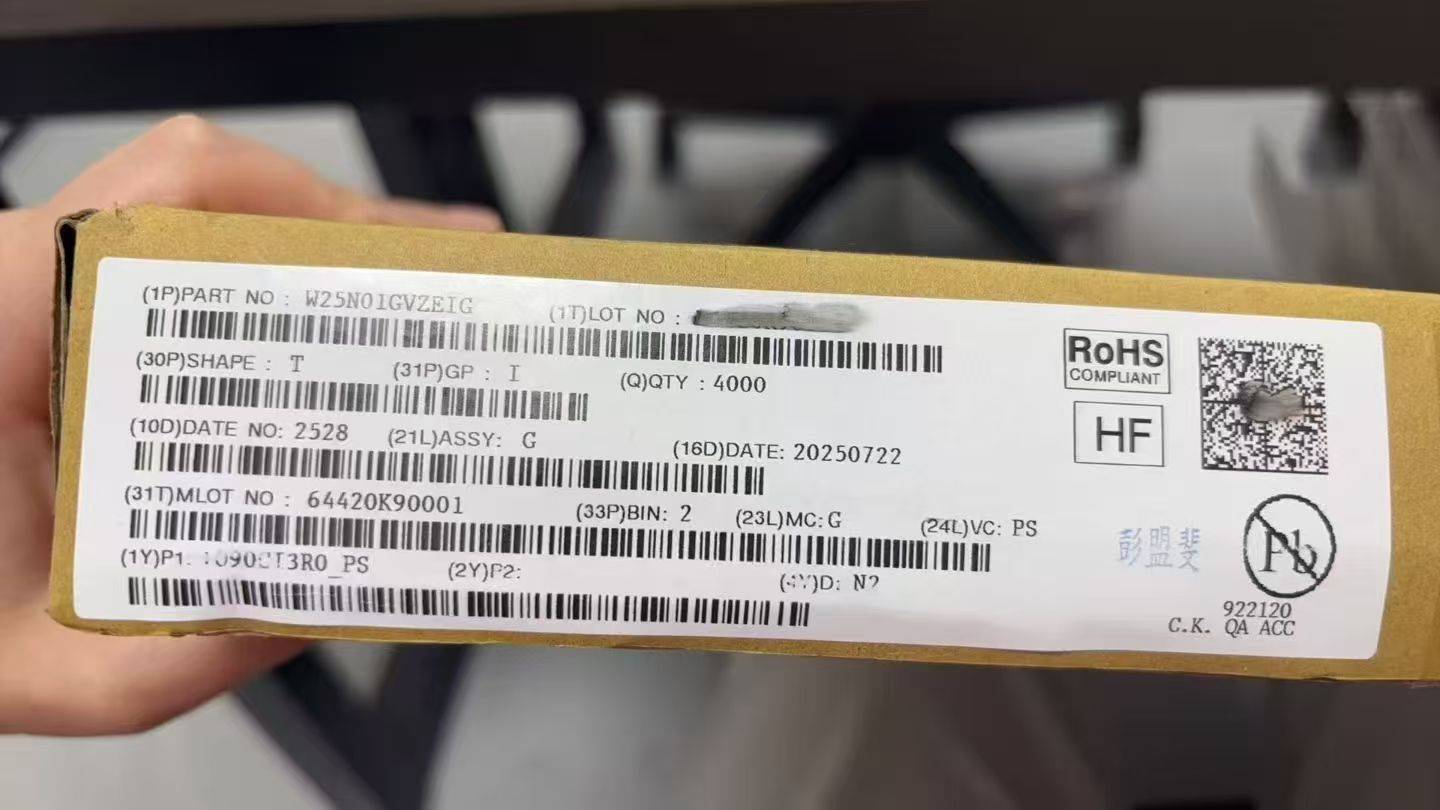 (1P)PART NO : W25N01GVZEIG (1T)LOT NO :
(30P)SHAPE : T (31P)GP : I (Q)QTY : 4000
(10D)DATE NO: 2528 (21L)ASSY: G (16D)DATE: 20250722
(31T)MLOT NO : 64420K90001 (33P)BIN: 2 (23L)MC:G (24L)VC: PS
(1Y)P1: (2Y)P2: D:
RoHS
COMPLIANT
HF
彭盟斐
Pb
922120
C.K. QA ACC